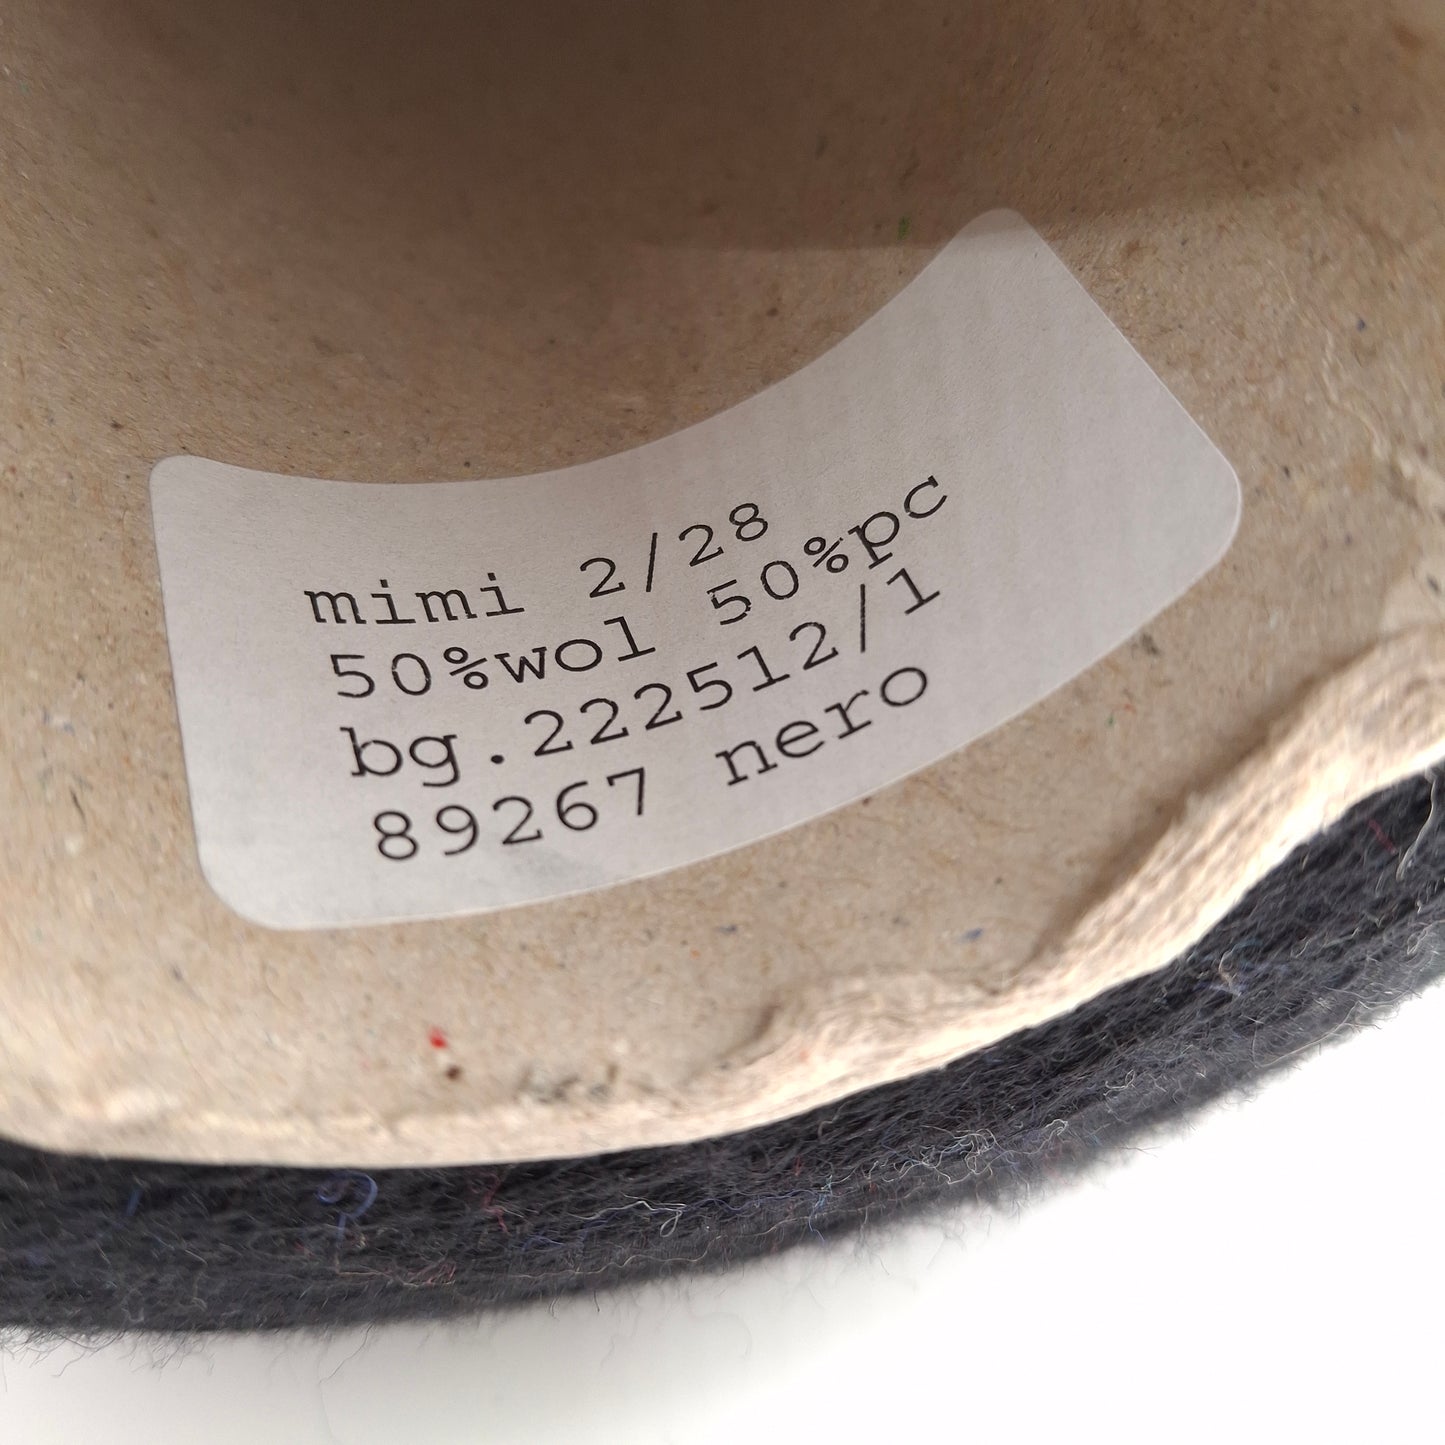 mimi 2/28
50%wol 50%pc
bg.222512/1
89267 nero